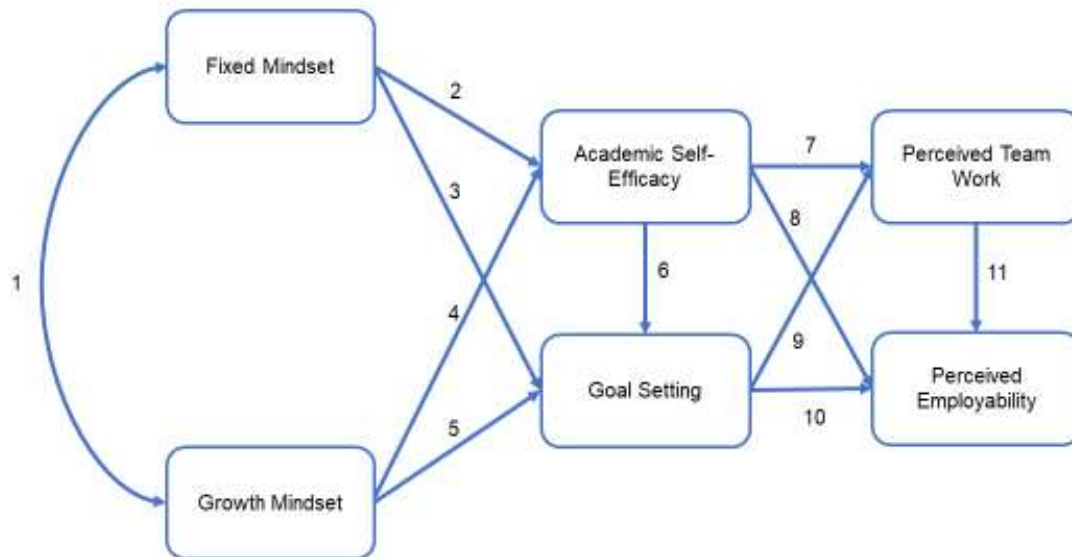 Fixed Mindset
2
Academic Self-
Efficacy
7
Perceived Team
Work
3
8
1
6
11
4
9
Goal Setting
Perceived
Employability
5
10
Growth Mindset